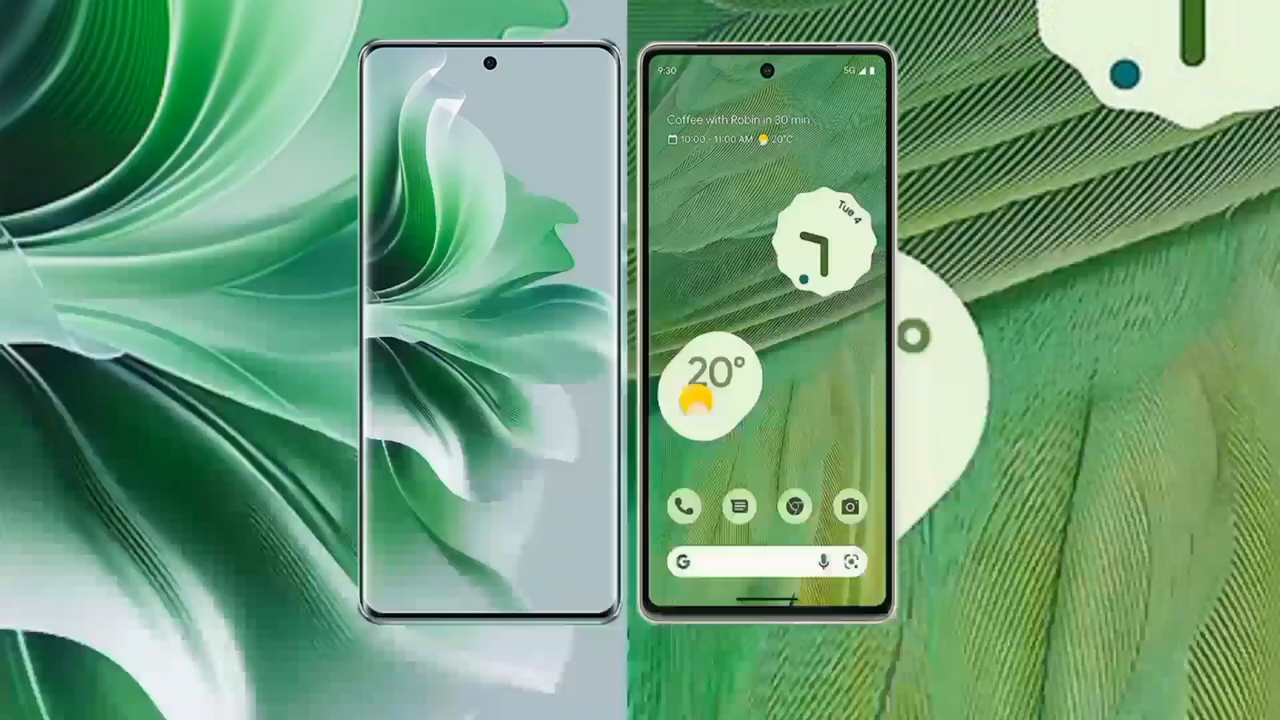 9:30
5G
Coffee with Robin in 30 min
10:00 - 11:00 AM 20°C
Tue 4
20°
G